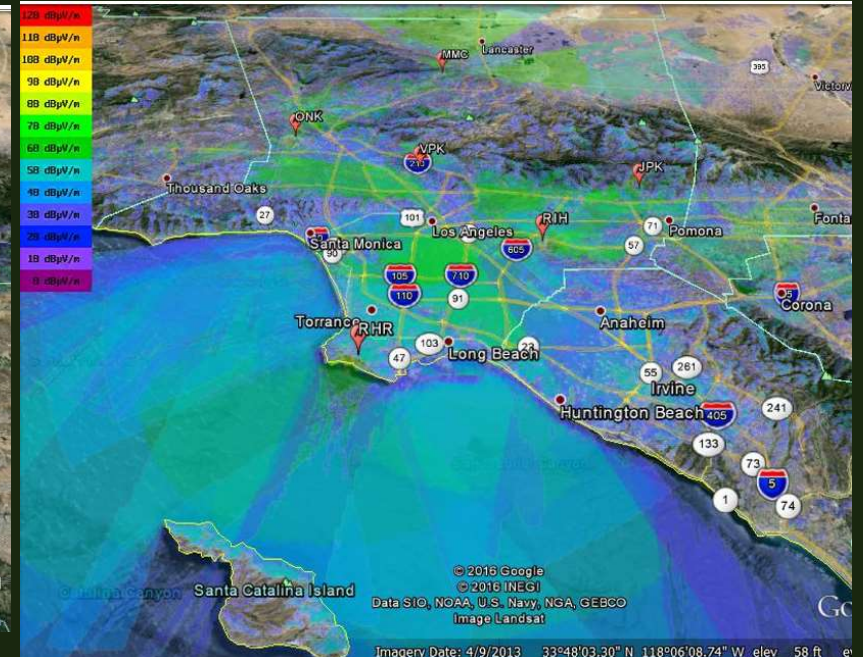 120 dBµV/m
110 dBµV/m
100 dBµV/m
90 dBµV/m
80 dBµV/m
70 dBµV/m
60 dBµV/m
50 dBµV/m
40 dBµV/m
30 dBµV/m
20 dBµV/m
10 dBµV/m
0 dBµV/m
MMC
Lancaster
395
Victorv
ONK
VPK
210
JPK
Thousand Oaks
27
101
Los Angeles
RIH
71
Pomona
Fonta
Santa Monica
90
605
57
105
710
110
91
Corona
Torrance
RHR
Anaheim
47
103
Long Beach
22
55
261
Irvine
Huntington Beach
405
241
133
73
5
1
74
Santa Catalina Island
© 2016 Google
© 2016 INEGI
Data SIO, NOAA, U.S. Navy, NGA, GEBCO
Image Landsat
Go
Imagery Date: 4/9/2013 33°48'03.30" N 118°06'08.74" W elev 58 ft